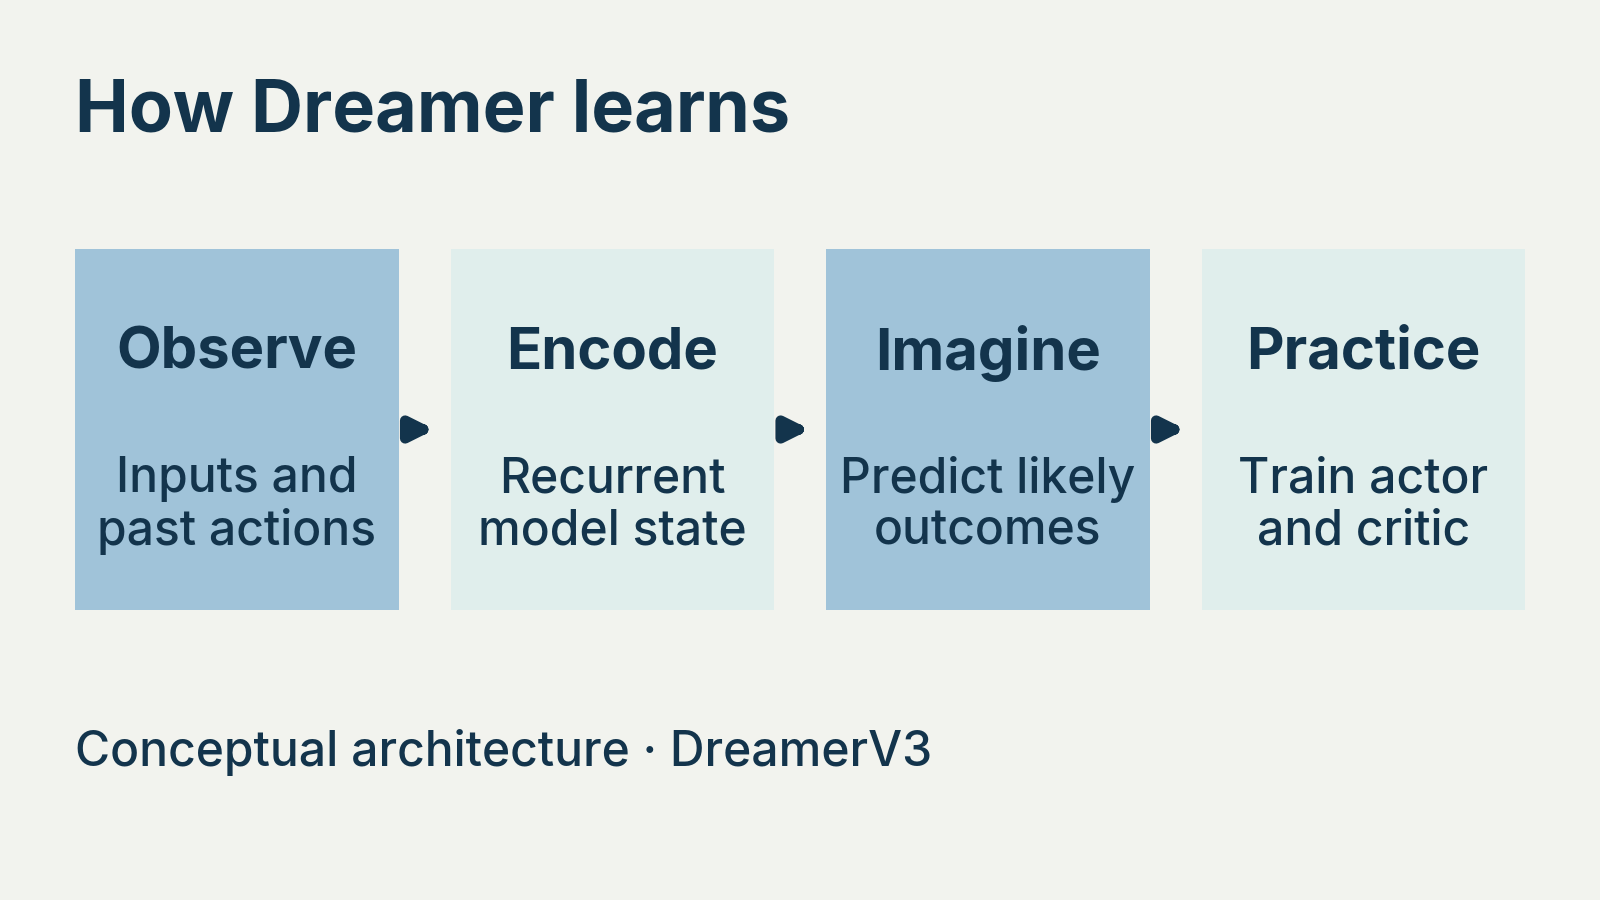 How Dreamer learns
Observe
Inputs and
past actions
Encode
Recurrent
model state
Imagine
Predict likely
outcomes
Practice
Train actor
and critic
Conceptual architecture · DreamerV3